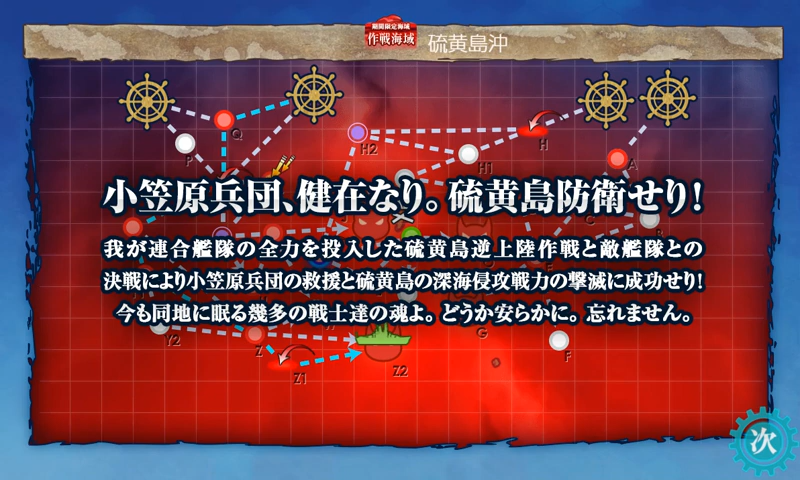 期間限定海域
作戦海域
硫黄島沖
Q
P
H2
H1
H
A
小笠原兵団、健在なり。硫黄島防衛せり!
我が連合艦隊の全力を投入した硫黄島逆上陸作戦と敵艦隊との
決戦により小笠原兵団の救援と硫黄島の深海侵攻戦力の撃滅に成功せり!
今も同地に眠る幾多の戦士達の魂よ。どうか安らかに。忘れません。
Y2
Z
G
F
Z1
Z2
次